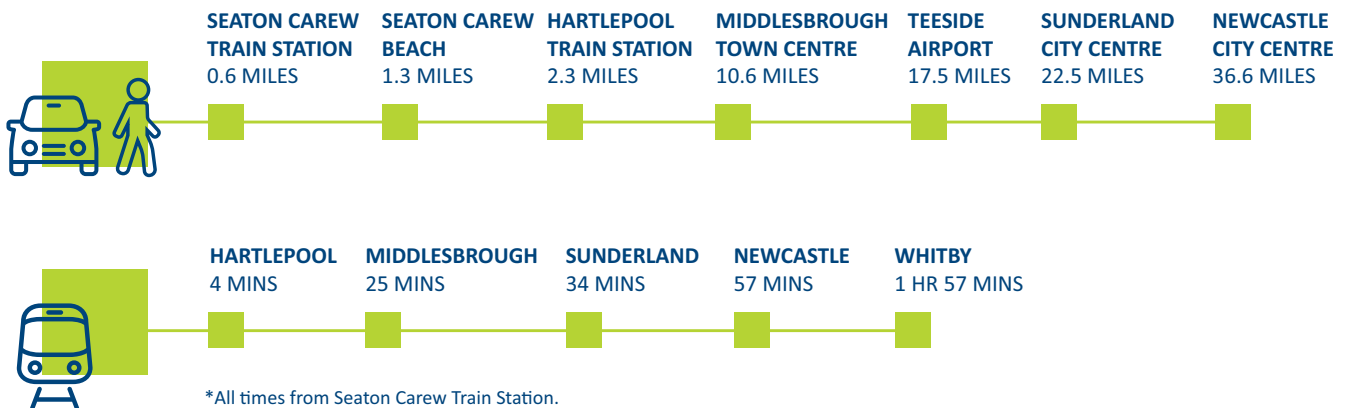 SEATON CAREW
TRAIN STATION
0.6 MILES
SEATON CAREW
BEACH
1.3 MILES
HARTLEPOOL
TRAIN STATION
2.3 MILES
MIDDLESBROUGH
TOWN CENTRE
10.6 MILES
TEESIDE
AIRPORT
17.5 MILES
SUNDERLAND
CITY CENTRE
22.5 MILES
NEWCASTLE
CITY CENTRE
36.6 MILES
HARTLEPOOL
4 MINS
MIDDLESBROUGH
25 MINS
SUNDERLAND
34 MINS
NEWCASTLE
57 MINS
WHITBY
1 HR 57 MINS
*All times from Seaton Carew Train Station.